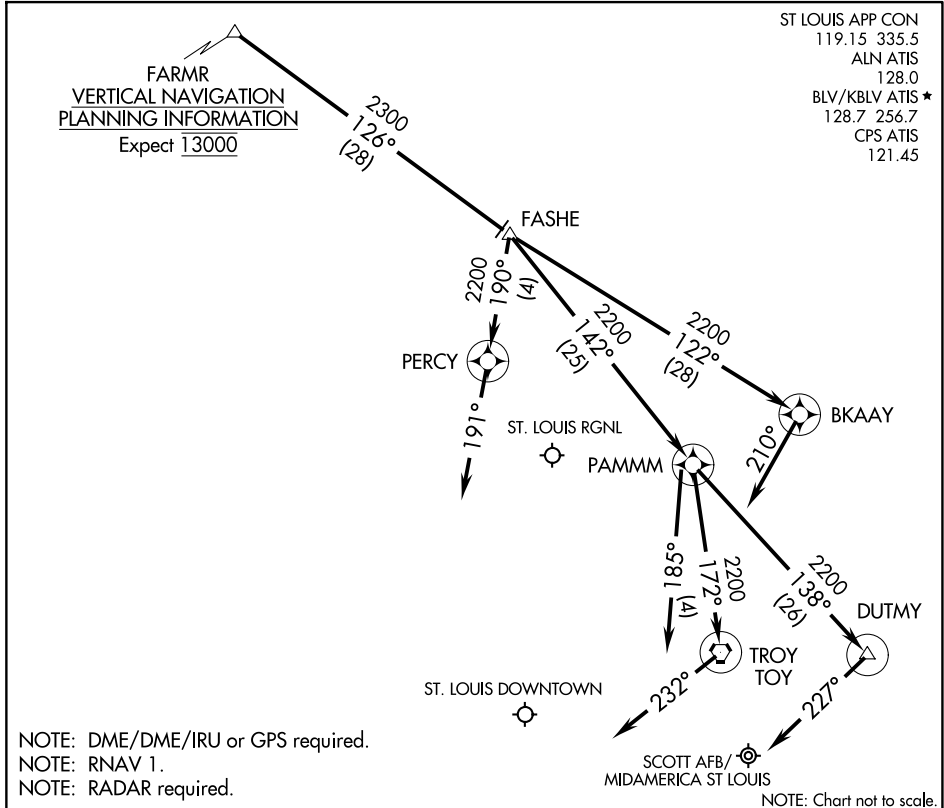 ST LOUIS APP CON
119.15 335.5
ALN ATIS
128.0
BLV/KBLV ATIS ★
128.7 256.7
CPS ATIS
121.45
FARMR
VERTICAL NAVIGATION
PLANNING INFORMATION
Expect 13000
2300
126°
(28)
FASHE
2200
190°
(4)
2200
142°
(25)
2200
122°
(28)
PERCY
191°
ST. LOUIS RGNL
PAMMM
BKAAY
210°
185°
(4)
2200
172°
2200
138°
(26)
DUTMY
TROY
TOY
232°
227°
ST. LOUIS DOWNTOWN
SCOTT AFB/
MIDAMERICA ST LOUIS
NOTE: DME/DME/IRU or GPS required.
NOTE: RNAV 1.
NOTE: RADAR required.
NOTE: Chart not to scale.